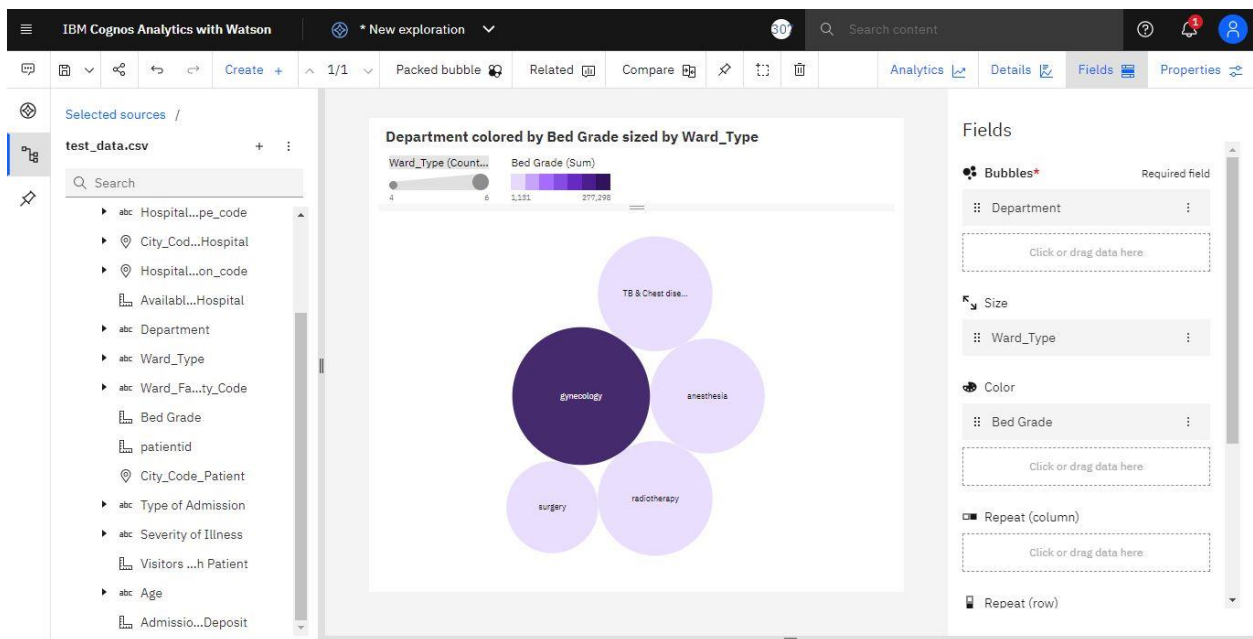 IBM Cognos Analytics with Watson
* New exploration
Search content
1
Create +
1/1
Packed bubble
Related
Compare
Analytics
Details
Fields
Properties
Selected sources /
test_data.csv
Search
abc Hospital...pe_code
City_Cod...Hospital
Hospital...on_code
Availabl...Hospital
abc Department
abc Ward_Type
abc Ward_Fa...ty_Code
Bed Grade
patientid
City_Code_Patient
abc Type of Admission
abc Severity of Illness
Visitors ...h Patient
abc Age
Admissio...Deposit
Department colored by Bed Grade sized by Ward_Type
Ward_Type (Count...
4 6
Bed Grade (Sum)
1,131 277,298
TB & Chest dise...
gynecology
anesthesia
radiotherapy
surgery
Fields
Bubbles*
Required field
Department
Click or drag data here
Size
Ward_Type
Color
Bed Grade
Click or drag data here
Repeat (column)
Click or drag data here
Repeat (row)